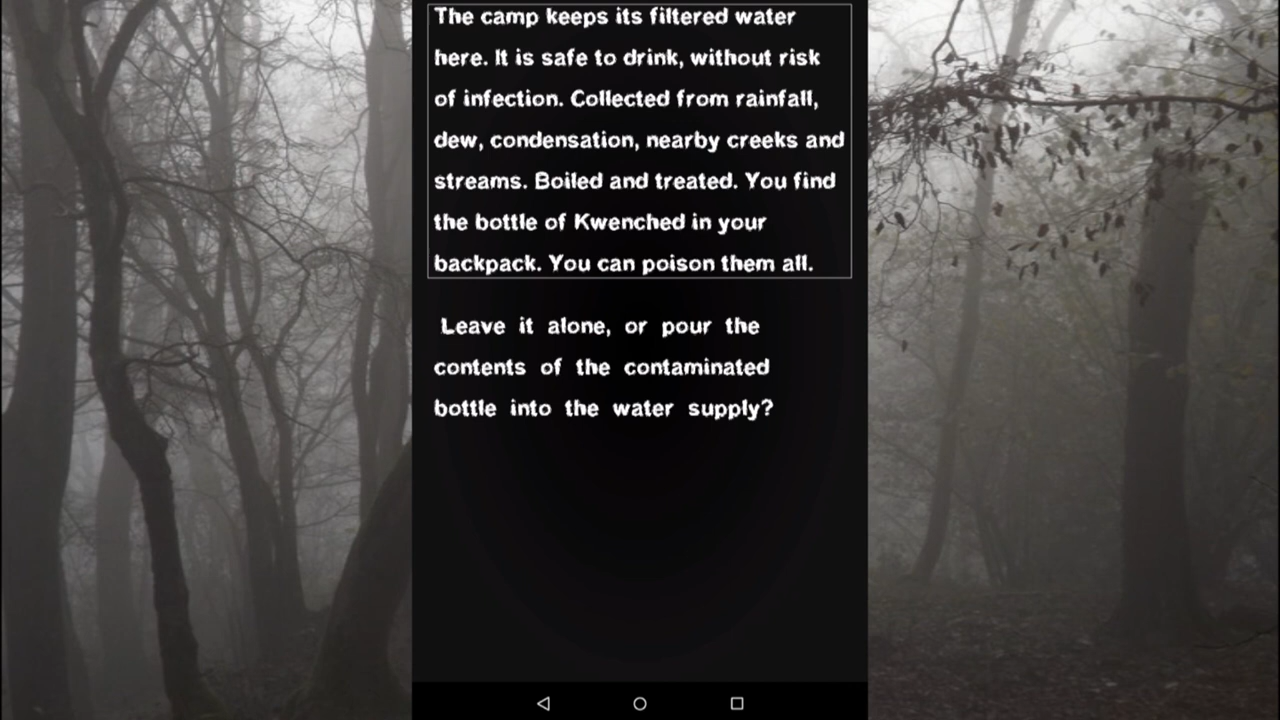 The camp keeps its filtered water
here. It is safe to drink, without risk
of infection. Collected from rainfall,
dew, condensation, nearby creeks and
streams. Boiled and treated. You find
the bottle of Kwenched in your
backpack. You can poison them all.
Leave it alone, or pour the
contents of the contaminated
bottle into the water supply?